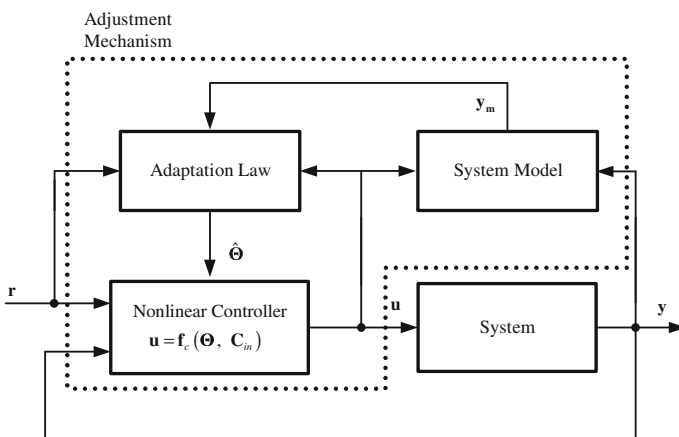 Adjustment
Mechanism
y_m
Adaptation Law
System Model
Θ̂
r
Nonlinear Controller
u = f_c (Θ, C_in)
u
System
y